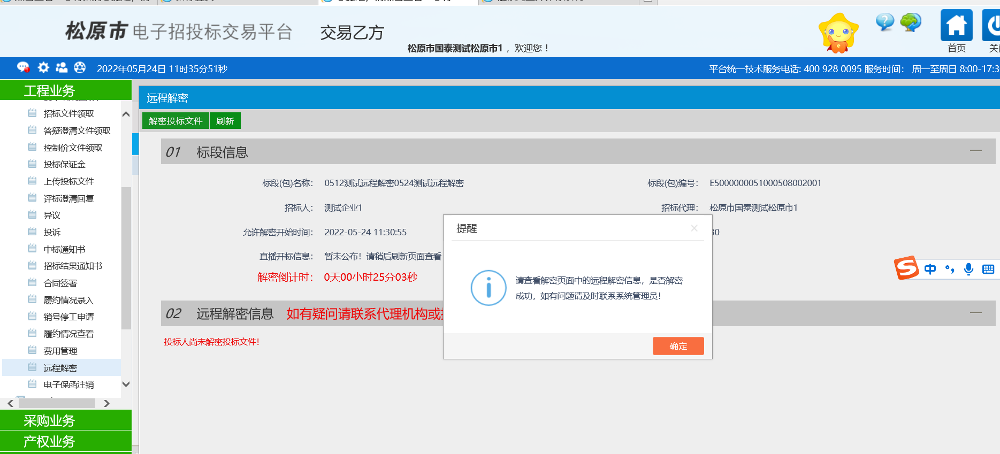 松原市 电子招投标交易平台 交易乙方
松原市国泰测试松原市1 ，欢迎您！
首页
2022年05月24日 11时35分51秒
平台统一技术服务电话: 400 928 0095 服务时间: 周一至周日 8:00-17:3
工程业务
招标文件领取
答疑澄清文件领取
控制价文件领取
投标保证金
上传投标文件
评标澄清回复
异议
投诉
中标通知书
招标结果通知书
合同签署
履约情况录入
销号停工申请
履约情况查看
费用管理
远程解密
电子保函注销
采购业务
产权业务
远程解密
解密投标文件 刷新
01 标段信息
标段(包)名称： 0512测试远程解密0524测试远程解密
标段(包)编号： E5000000051000508002001
招标人： 测试企业1
招标代理： 松原市国泰测试松原市1
允许解密开始时间： 2022-05-24 11:30:55
30
直播开标信息： 暂未公布！请稍后刷新页面查看
解密倒计时： 0天00小时25分03秒
02 远程解密信息 如有疑问请联系代理机构或
投标人尚未解密投标文件！
提醒
请查看解密页面中的远程解密信息，是否解密
成功，如有问题请及时联系系统管理员！
确定
中